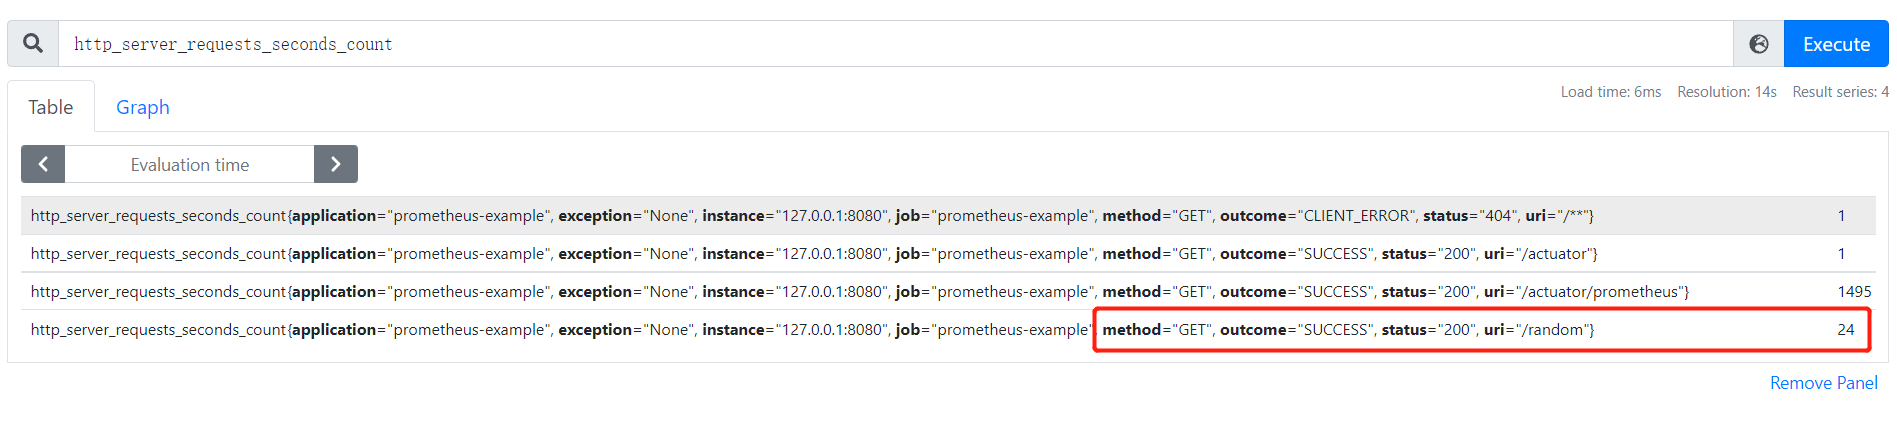 http_server_requests_seconds_count
Execute
Table
Graph
Load time: 6ms Resolution: 14s Result series: 4
Evaluation time
http_server_requests_seconds_count{application="prometheus-example", exception="None", instance="127.0.0.1:8080", job="prometheus-example", method="GET", outcome="CLIENT_ERROR", status="404", uri="/**"} 1
http_server_requests_seconds_count{application="prometheus-example", exception="None", instance="127.0.0.1:8080", job="prometheus-example", method="GET", outcome="SUCCESS", status="200", uri="/actuator"} 1
http_server_requests_seconds_count{application="prometheus-example", exception="None", instance="127.0.0.1:8080", job="prometheus-example", method="GET", outcome="SUCCESS", status="200", uri="/actuator/prometheus"} 1495
http_server_requests_seconds_count{application="prometheus-example", exception="None", instance="127.0.0.1:8080", job="prometheus-example", method="GET", outcome="SUCCESS", status="200", uri="/random"} 24
Remove Panel